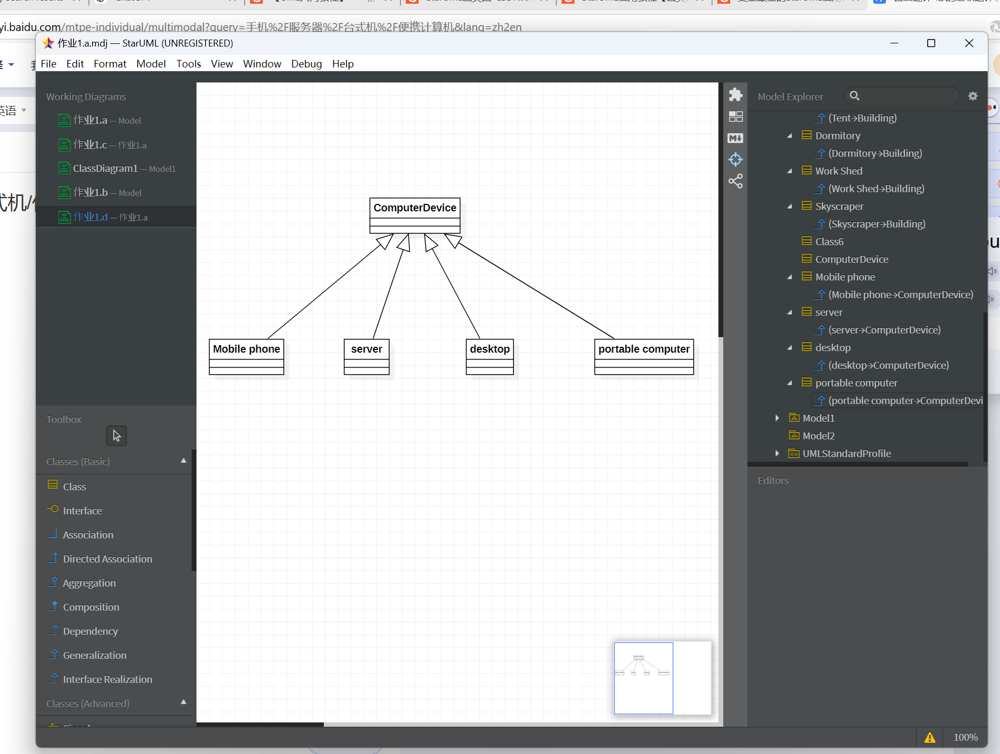 yi.baidu.com/mtpe-individual/multimodal?query=手机%2F服务器%2F台式机%2F便携计算机&lang=zh2en
作业1.a.mdj — StarUML (UNREGISTERED)
File Edit Format Model Tools View Window Debug Help
英语
式机/
Working Diagrams
作业1.a — Model
作业1.c — 作业1.a
ClassDiagram1 — Model1
作业1.b — Model
作业1.d — 作业1.a
Toolbox
Classes (Basic)
Class
Interface
Association
Directed Association
Aggregation
Composition
Dependency
Generalization
Interface Realization
Classes (Advanced)
ComputerDevice
Mobile phone
server
desktop
portable computer
Model Explorer
(Tent→Building)
Dormitory
(Dormitory→Building)
Work Shed
(Work Shed→Building)
Skyscraper
(Skyscraper→Building)
Class6
ComputerDevice
Mobile phone
(Mobile phone→ComputerDevice)
server
(server→ComputerDevice)
desktop
(desktop→ComputerDevice)
portable computer
(portable computer→ComputerDevi
Model1
Model2
UMLStandardProfile
Editors
100%